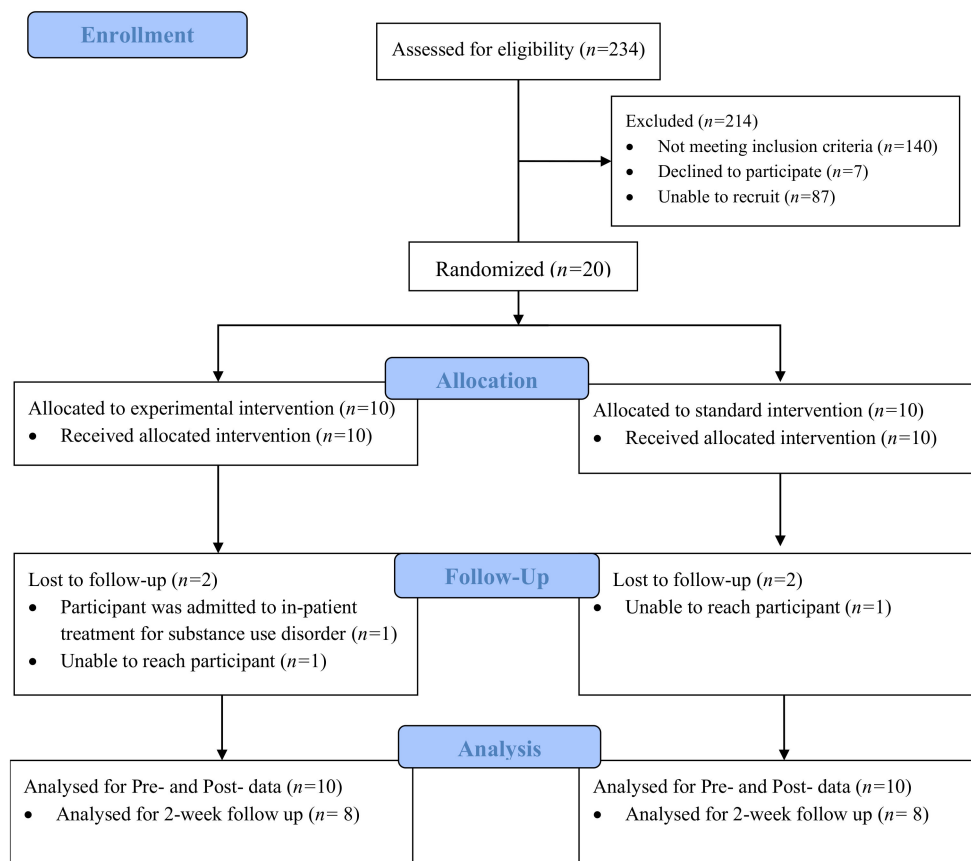 Enrollment
Assessed for eligibility (n=234)
Excluded (n=214)
• Not meeting inclusion criteria (n=140)
• Declined to participate (n=7)
• Unable to recruit (n=87)
Randomized (n=20)
Allocation
Allocated to experimental intervention (n=10)
• Received allocated intervention (n=10)
Allocated to standard intervention (n=10)
• Received allocated intervention (n=10)
Follow-Up
Lost to follow-up (n=2)
• Participant was admitted to in-patient
treatment for substance use disorder (n=1)
• Unable to reach participant (n=1)
Lost to follow-up (n=2)
• Unable to reach participant (n=1)
Analysis
Analysed for Pre- and Post- data (n=10)
• Analysed for 2-week follow up (n= 8)
Analysed for Pre- and Post- data (n=10)
• Analysed for 2-week follow up (n= 8)